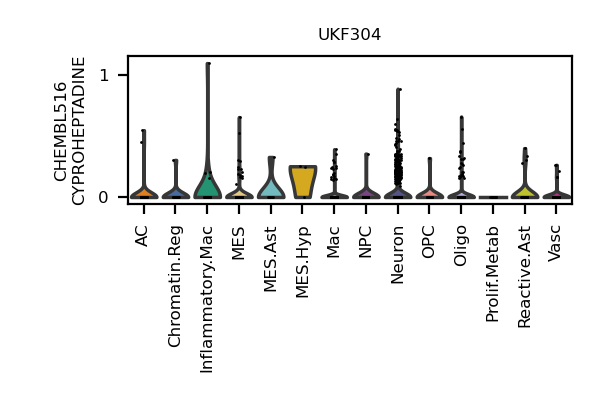 UKF304
CHEMBL516
CYPROHEPTADINE
1
0
AC
Chromatin.Reg
Inflammatory.Mac
MES
MES.Ast
MES.Hyp
Mac
NPC
Neuron
OPC
Oligo
Prolif.Metab
Reactive.Ast
Vasc